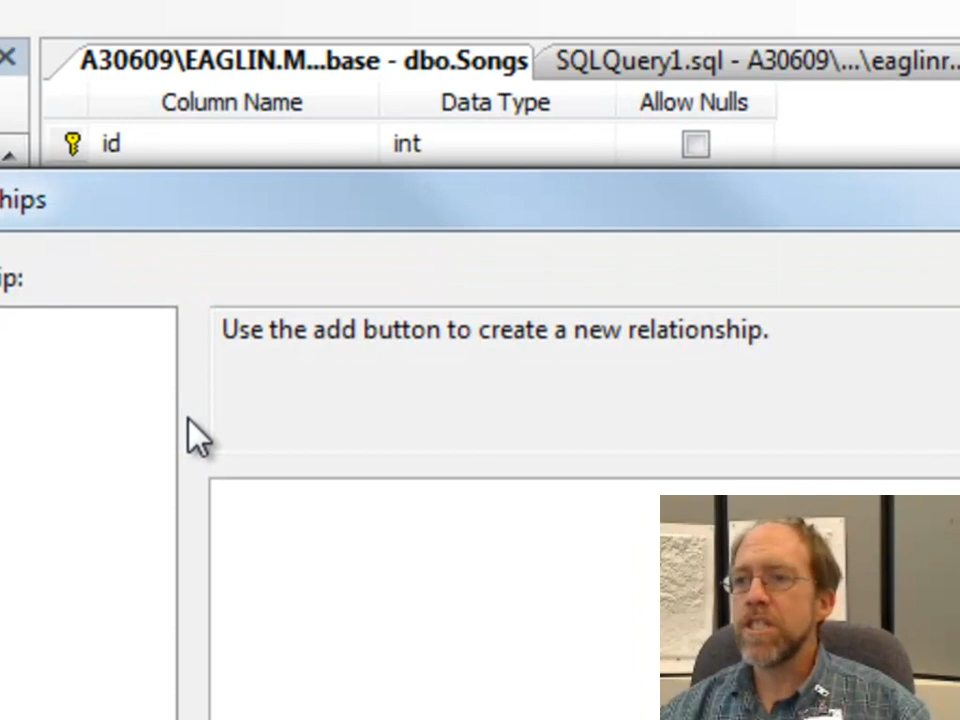 A30609\EAGLIN.M...base - dbo.Songs SQLQuery1.sql - A30609\...\eaglinr...
Column Name Data Type Allow Nulls
id int
hips
ip:
Use the add button to create a new relationship.